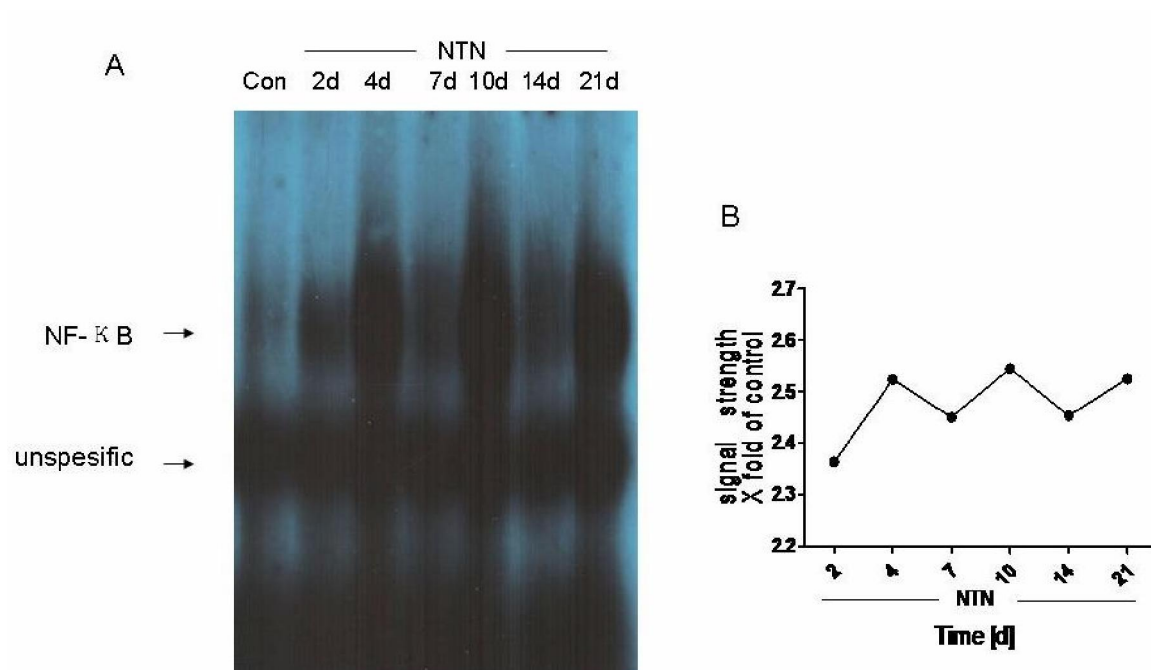 A
NTN
Con 2d 4d 7d 10d 14d 21d
NF- κ B
unspesific
B
signal strength
X fold of control
2.7
2.6
2.5
2.4
2.3
2.2
2 4 7 10 14 21
NTN
Time [d]